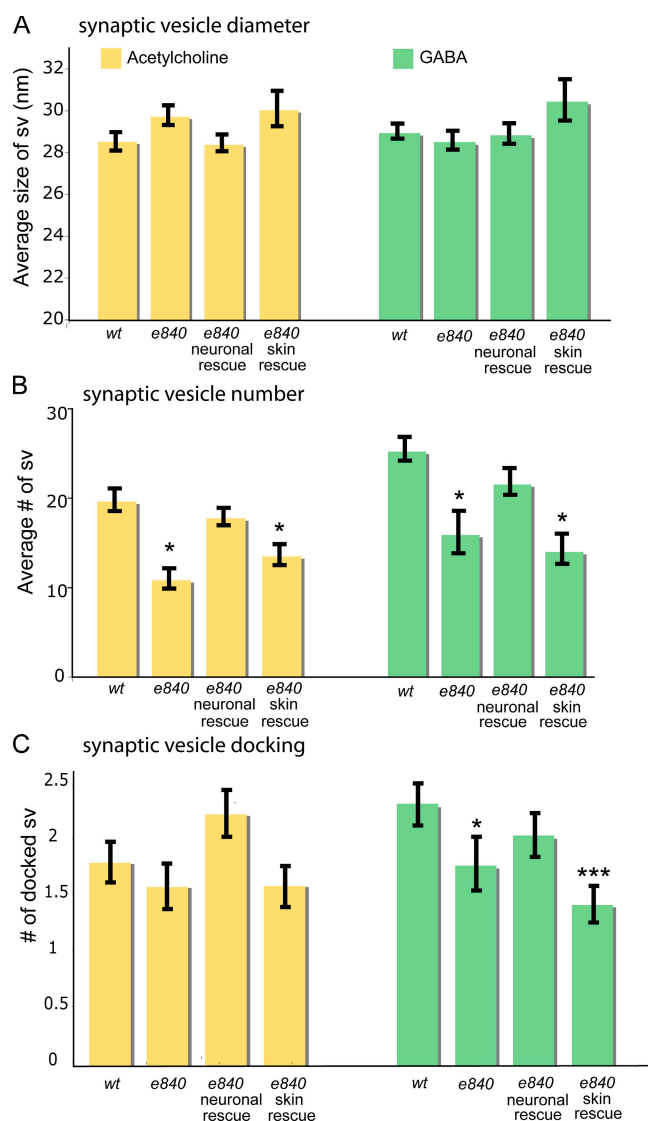 A synaptic vesicle diameter
Acetylcholine GABA
Average size of sv (nm)
32
30
28
26
24
22
20
wt e840 e840 neuronal rescue e840 skin rescue
wt e840 e840 neuronal rescue e840 skin rescue
B synaptic vesicle number
Average # of sv
30
20
10
0
* *
* *
wt e840 e840 neuronal rescue e840 skin rescue
wt e840 e840 neuronal rescue e840 skin rescue
C synaptic vesicle docking
# of docked sv
2.5
2
1.5
1
0.5
0
* ***
wt e840 e840 neuronal rescue e840 skin rescue
wt e840 e840 neuronal rescue e840 skin rescue